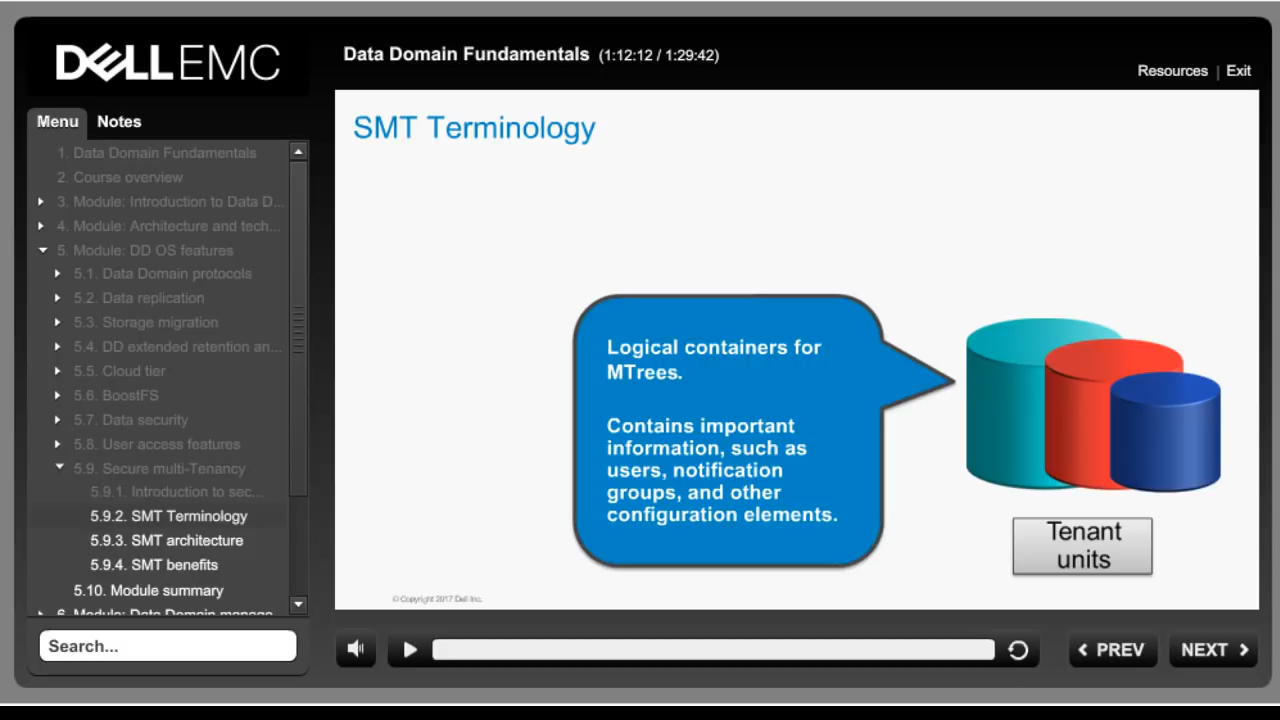 DELLEMC
Data Domain Fundamentals (1:12:12 / 1:29:42)
Resources | Exit
Menu Notes
1. Data Domain Fundamentals
2. Course overview
3. Module: Introduction to Data D...
4. Module: Architecture and tech...
5. Module: DD OS features
5.1. Data Domain protocols
5.2. Data replication
5.3. Storage migration
5.4. DD extended retention an...
5.5. Cloud tier
5.6. BoostFS
5.7. Data security
5.8. User access features
5.9. Secure multi-Tenancy
5.9.1. Introduction to sec...
5.9.2. SMT Terminology
5.9.3. SMT architecture
5.9.4. SMT benefits
5.10. Module summary
6. Module: Data Domain manage...
Search...
SMT Terminology
Logical containers for
MTrees.
Contains important
information, such as
users, notification
groups, and other
configuration elements.
Tenant
units
© Copyright 2017 Dell Inc.
PREV
NEXT